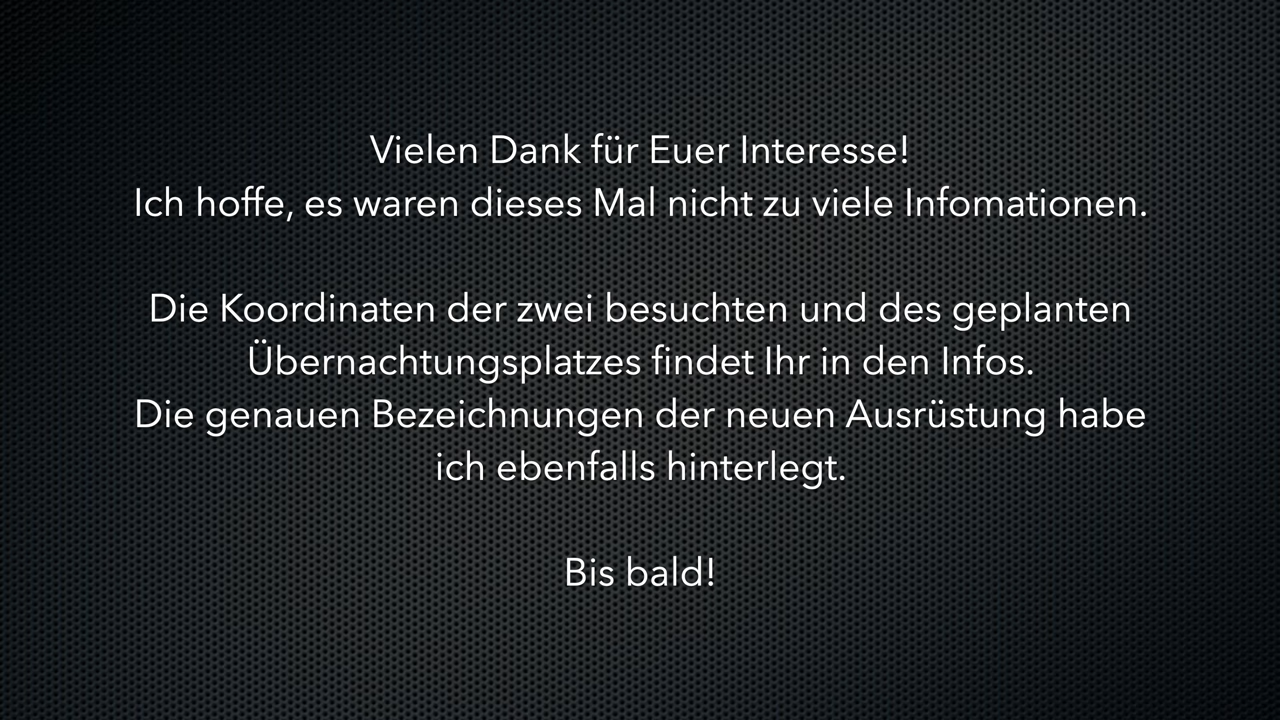 Vielen Dank für Euer Interesse!
Ich hoffe, es waren dieses Mal nicht zu viele Infomationen.
Die Koordinaten der zwei besuchten und des geplanten
Übernachtungsplatzes findet Ihr in den Infos.
Die genauen Bezeichnungen der neuen Ausrüstung habe
ich ebenfalls hinterlegt.
Bis bald!